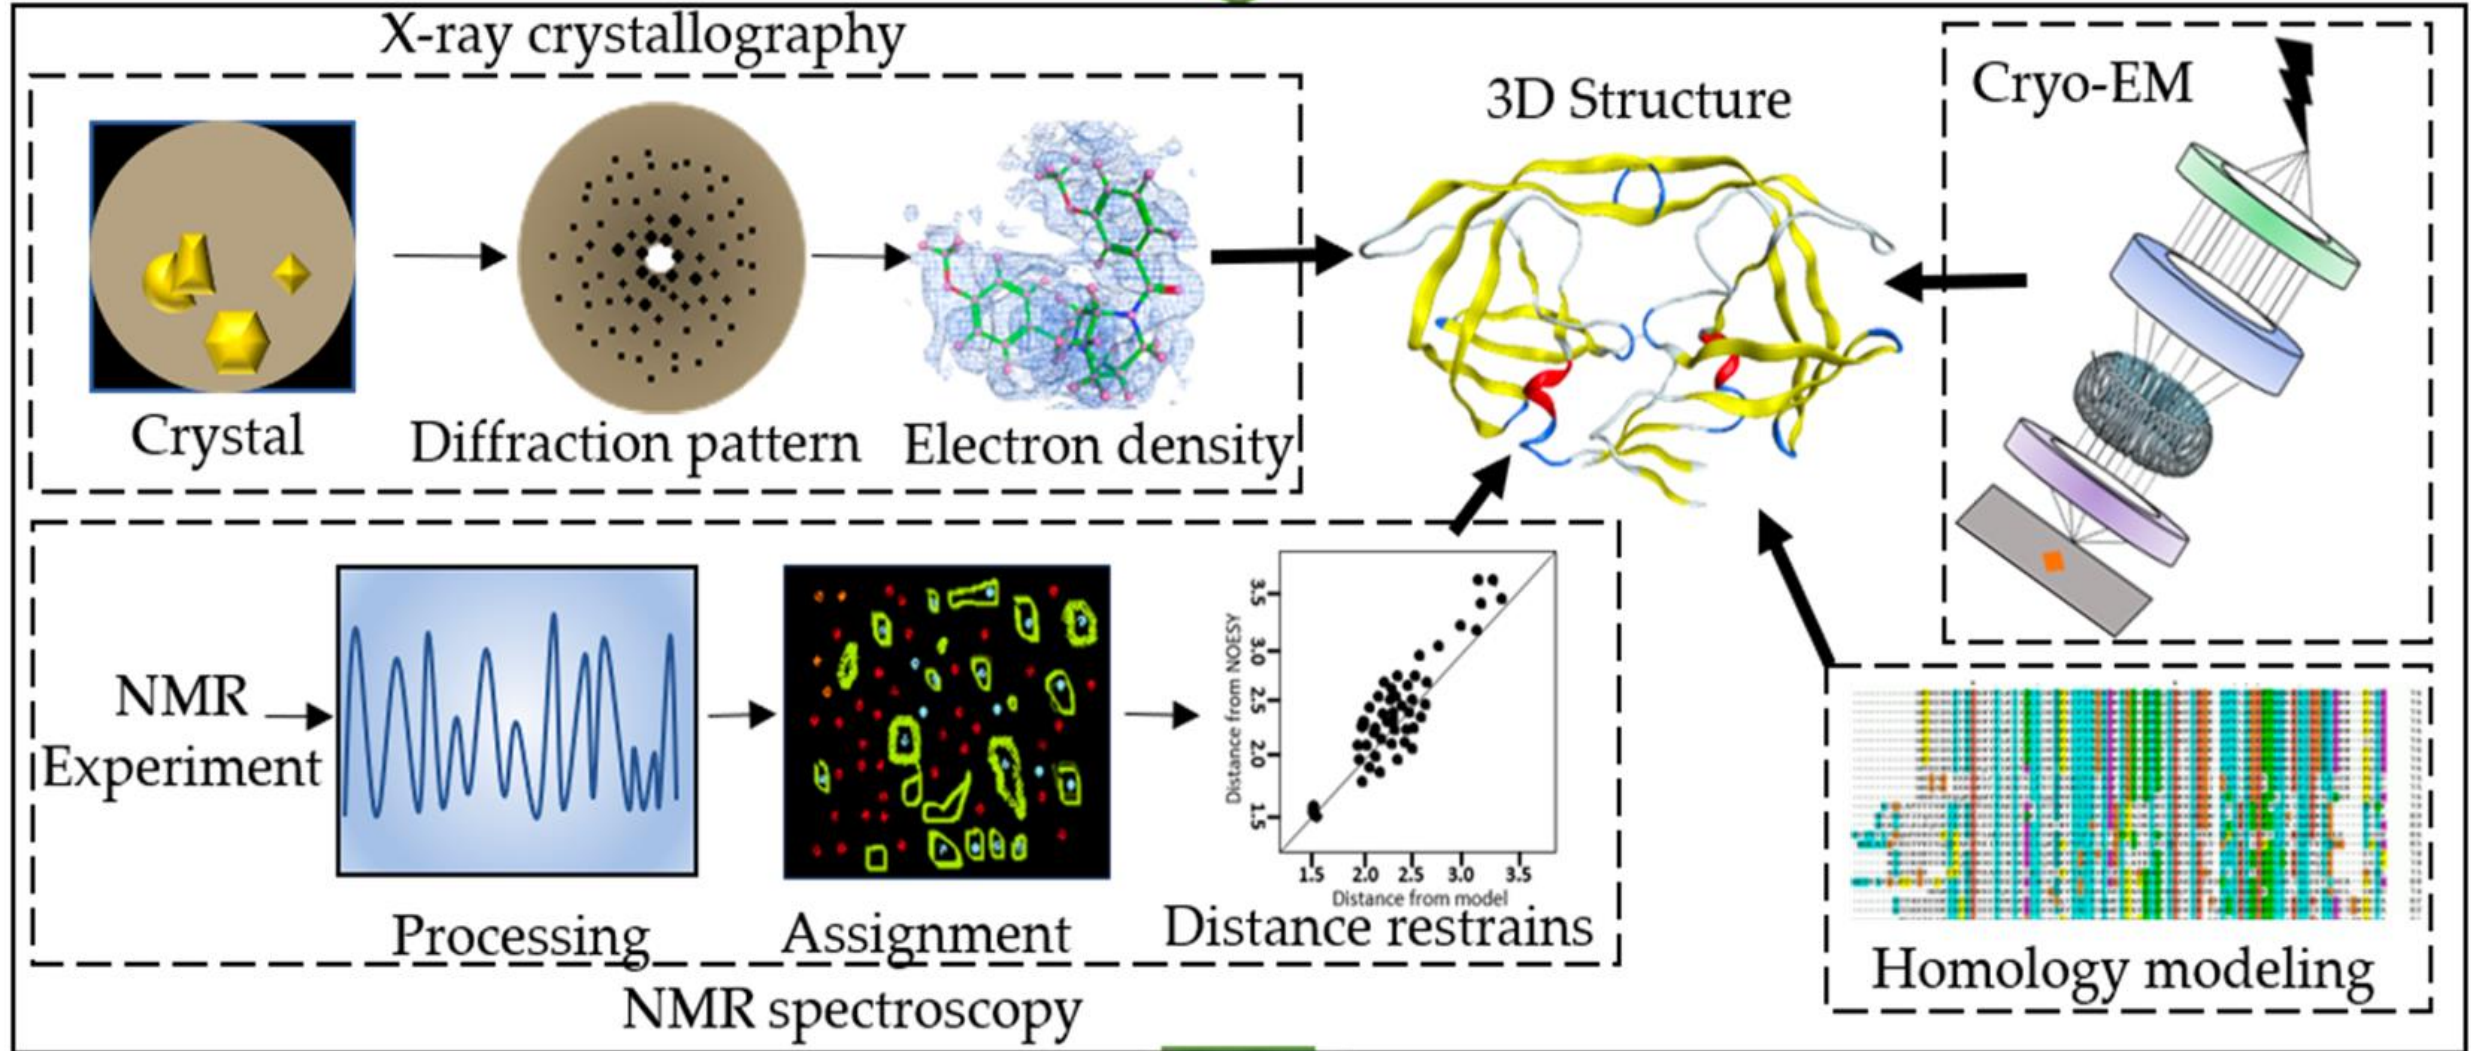 X-ray crystallography
Crystal
Diffraction pattern
Electron density
3D Structure
Cryo-EM
NMR
Experiment
Processing
Assignment
Distance from NOESY
3.5
3.0
2.5
2.0
1.5
1.5 2.0 2.5 3.0 3.5
Distance from model
Distance restrains
NMR spectroscopy
Homology modeling